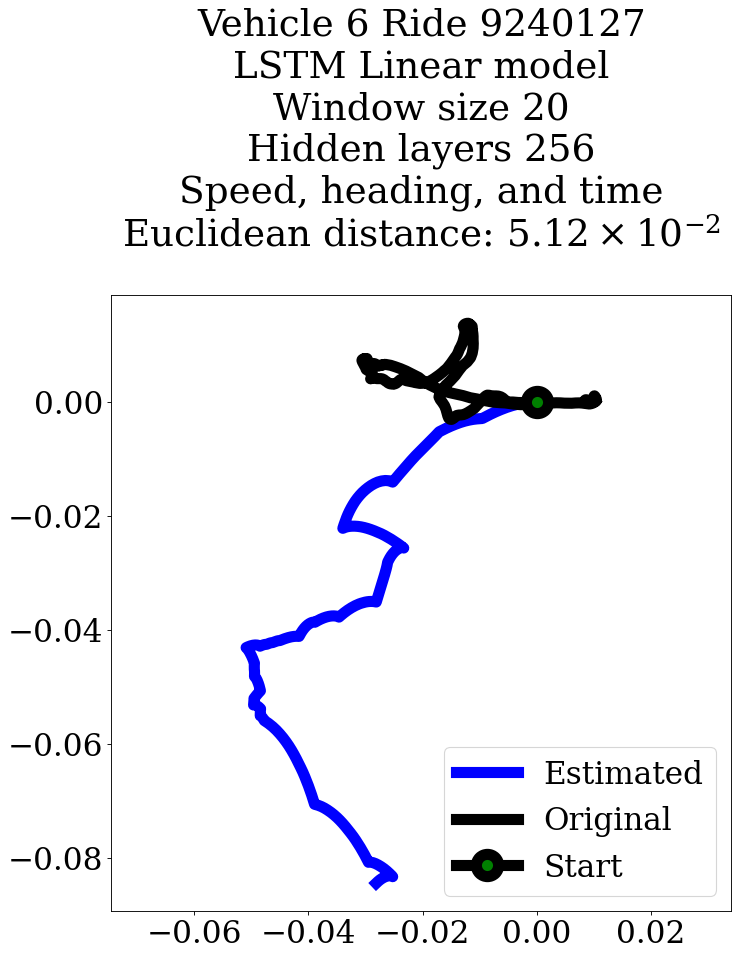 Vehicle 6 Ride 9240127
LSTM Linear model
Window size 20
Hidden layers 256
Speed, heading, and time
Euclidean distance: 5.12 × 10⁻²
0.00
−0.02
−0.04
−0.06
−0.08
Estimated
Original
Start
−0.06 −0.04 −0.02 0.00 0.02